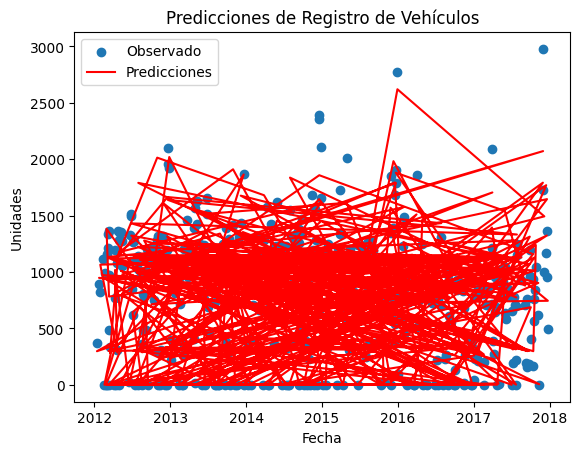 Predicciones de Registro de Vehículos
Observado
Predicciones
Unidades
3000
2500
2000
1500
1000
500
0
2012 2013 2014 2015 2016 2017 2018
Fecha